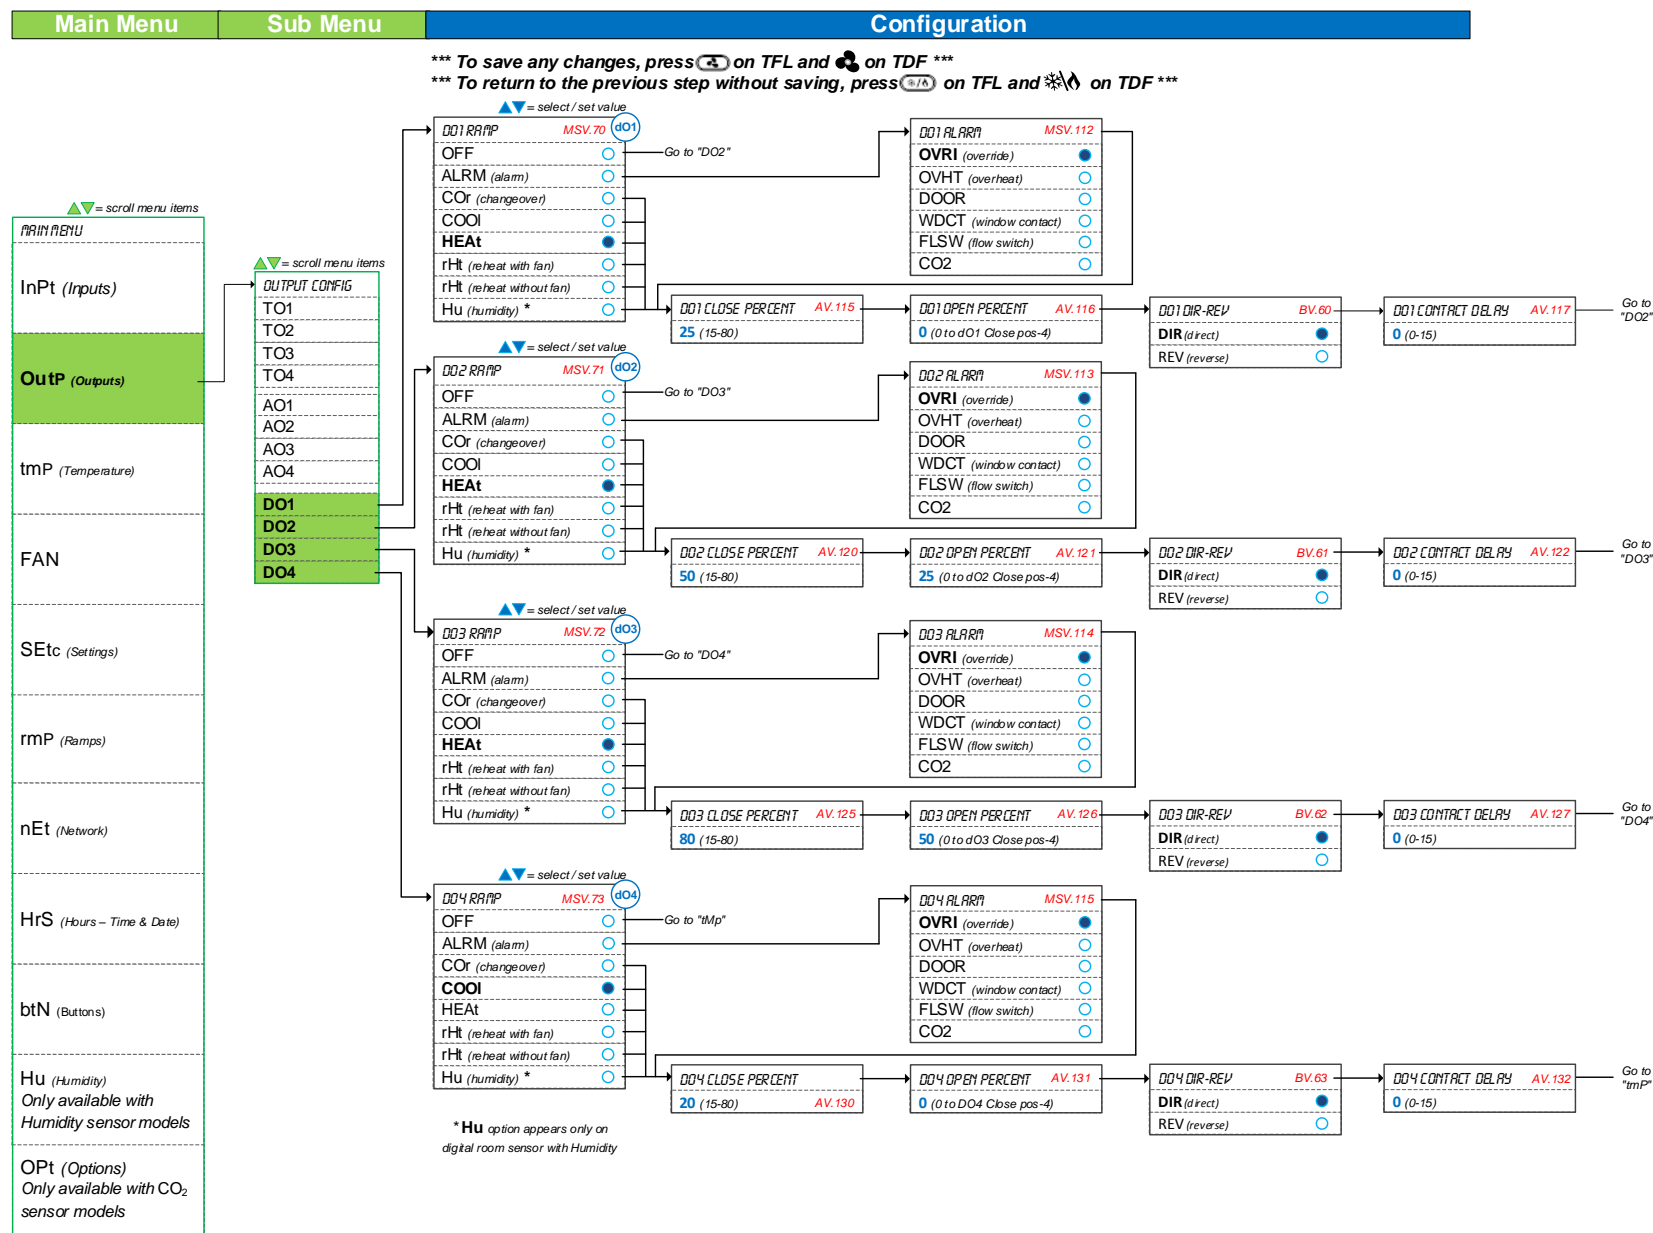 Main Menu
Sub Menu
Configuration
*** To save any changes, press on TFL and on TDF ***
*** To return to the previous step without saving, press on TFL and on TDF ***
= scroll menu items
MAIN MENU
InPt (Inputs)
OutP (Outputs)
tmP (Temperature)
FAN
SEtc (Settings)
rmP (Ramps)
nEt (Network)
HrS (Hours – Time & Date)
btN (Buttons)
Hu (Humidity)
Only available with
Humidity sensor models
OPt (Options)
Only available with CO2
sensor models
= scroll menu items
OUTPUT CONFIG
TO1
TO2
TO3
TO4
AO1
AO2
AO3
AO4
DO1
DO2
DO3
DO4
= select / set value
DO1 RAMP MSV.70 dO1
OFF
Go to "DO2"
ALRM (alarm)
COr (changeover)
COOl
HEAt
rHt (reheat with fan)
rHt (reheat without fan)
Hu (humidity) *
DO1 ALARM MSV.112
OVRI (override)
OVHT (overheat)
DOOR
WDCT (window contact)
FLSW (flow switch)
CO2
DO1 CLOSE PERCENT AV.115
25 (15-80)
DO1 OPEN PERCENT AV.116
0 (0 to dO1 Close pos-4)
DO1 DIR-REV BV.60
DIR (direct)
REV (reverse)
DO1 CONTACT DELAY AV.117
0 (0-15)
Go to
"DO2"
= select / set value
DO2 RAMP MSV.71 dO2
OFF
Go to "DO3"
ALRM (alarm)
COr (changeover)
COOl
HEAt
rHt (reheat with fan)
rHt (reheat without fan)
Hu (humidity) *
DO2 ALARM MSV.113
OVRI (override)
OVHT (overheat)
DOOR
WDCT (window contact)
FLSW (flow switch)
CO2
DO2 CLOSE PERCENT AV.120
50 (15-80)
DO2 OPEN PERCENT AV.121
25 (0 to dO2 Close pos-4)
DO2 DIR-REV BV.61
DIR (direct)
REV (reverse)
DO2 CONTACT DELAY AV.122
0 (0-15)
Go to
"DO3"
= select / set value
DO3 RAMP MSV.72 dO3
OFF
Go to "DO4"
ALRM (alarm)
COr (changeover)
COOl
HEAt
rHt (reheat with fan)
rHt (reheat without fan)
Hu (humidity) *
DO3 ALARM MSV.114
OVRI (override)
OVHT (overheat)
DOOR
WDCT (window contact)
FLSW (flow switch)
CO2
DO3 CLOSE PERCENT AV.125
80 (15-80)
DO3 OPEN PERCENT AV.126
50 (0 to dO3 Close pos-4)
DO3 DIR-REV BV.62
DIR (direct)
REV (reverse)
DO3 CONTACT DELAY AV.127
0 (0-15)
Go to
"DO4"
= select / set value
DO4 RAMP MSV.73 dO4
OFF
Go to "tMp"
ALRM (alarm)
COr (changeover)
COOl
HEAt
rHt (reheat with fan)
rHt (reheat without fan)
Hu (humidity) *
DO4 ALARM MSV.115
OVRI (override)
OVHT (overheat)
DOOR
WDCT (window contact)
FLSW (flow switch)
CO2
DO4 CLOSE PERCENT
20 (15-80) AV.130
DO4 OPEN PERCENT AV.131
0 (0 to DO4 Close pos-4)
DO4 DIR-REV BV.63
DIR (direct)
REV (reverse)
DO4 CONTACT DELAY AV.132
0 (0-15)
Go to
"tmP"
* Hu option appears only on
digital room sensor with Humidity